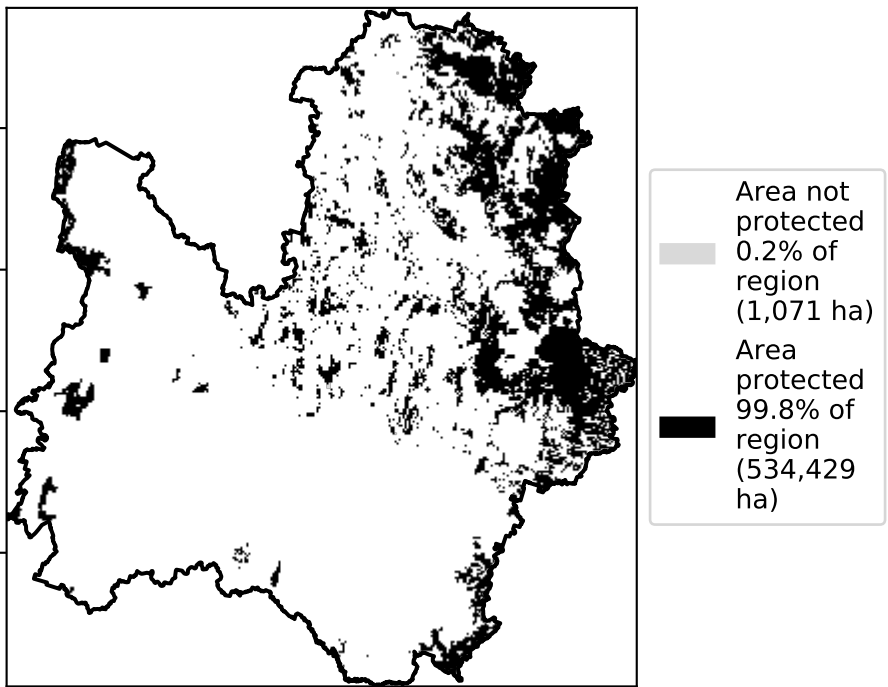 Area not
protected
0.2% of
region
(1,071 ha)
Area
protected
99.8% of
region
(534,429
ha)